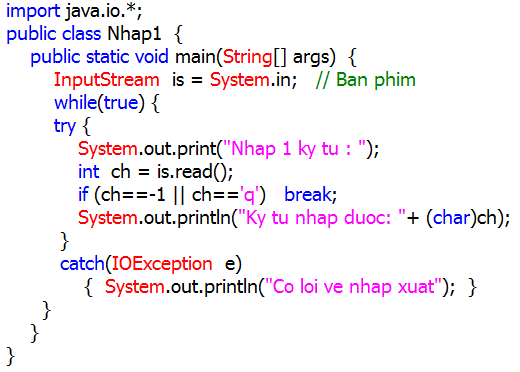 import java.io.*;
public class Nhap1 {
public static void main(String[] args) {
InputStream is = System.in; // Ban phim
while(true) {
try {
System.out.print("Nhap 1 ky tu : ");
int ch = is.read();
if (ch==-1 || ch=='q') break;
System.out.println("Ky tu nhap duoc: "+ (char)ch);
}
catch(IOException e)
{ System.out.println("Co loi ve nhap xuat"); }
}
}
}